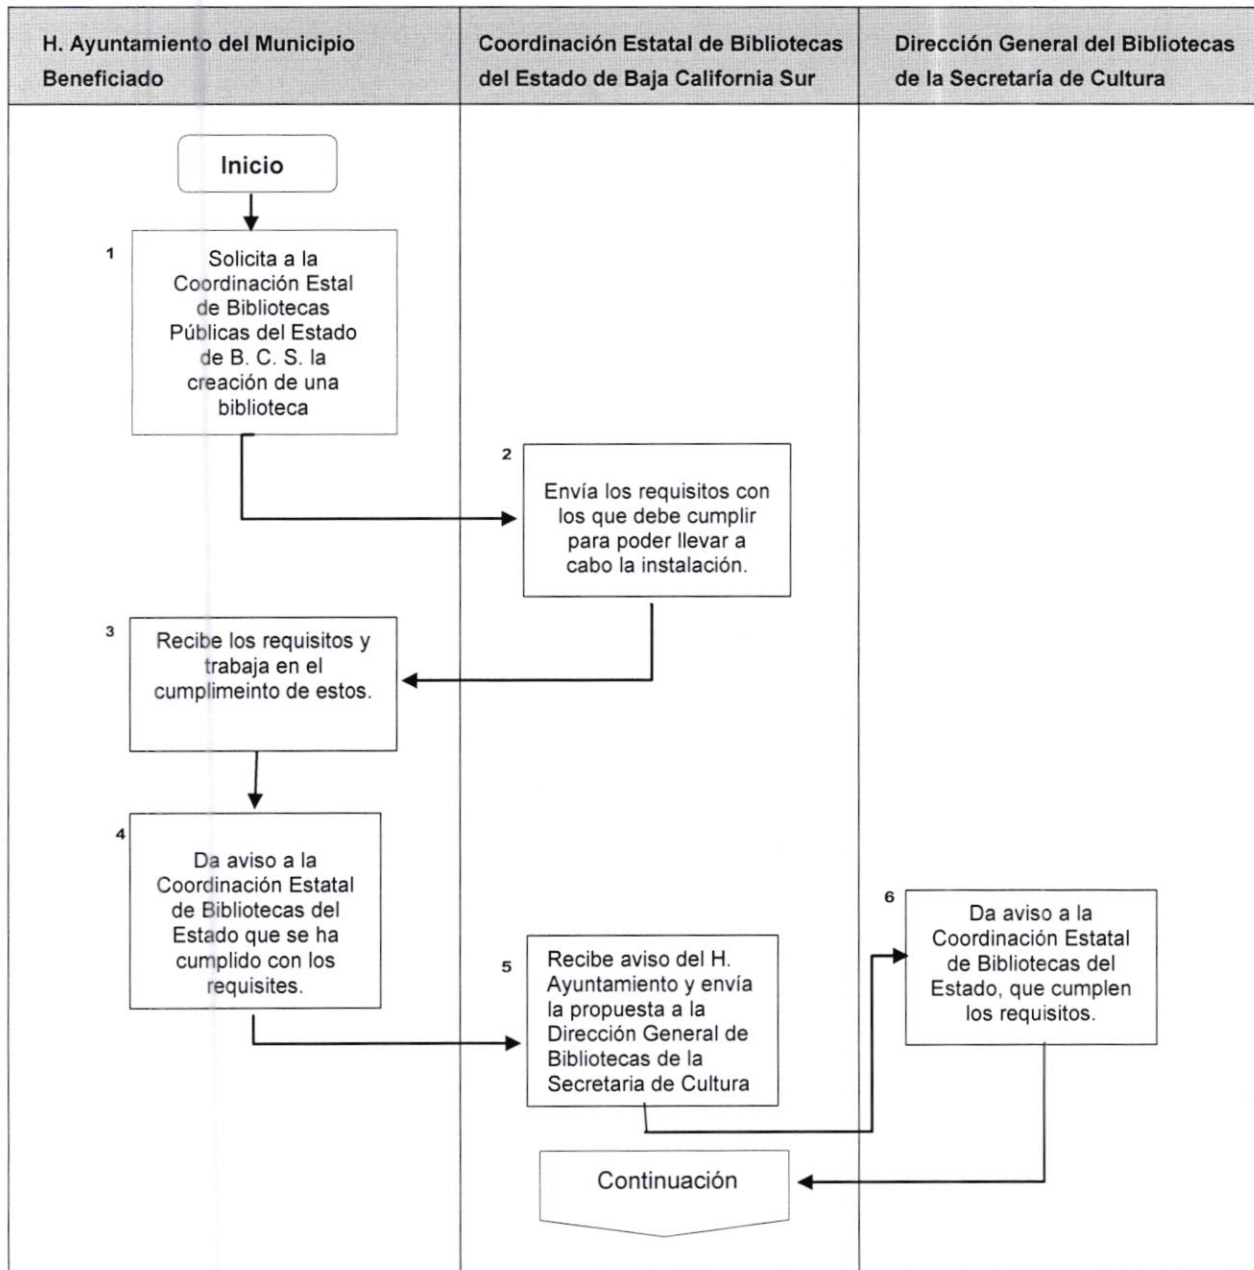 H. Ayuntamiento del Municipio
Beneficiado
Coordinación Estatal de Bibliotecas
del Estado de Baja California Sur
Dirección General del Bibliotecas
de la Secretaría de Cultura
Inicio
1
Solicita a la
Coordinación Estal
de Bibliotecas
Públicas del Estado
de B. C. S. la
creación de una
biblioteca
2
Envía los requisitos con
los que debe cumplir
para poder llevar a
cabo la instalación.
3
Recibe los requisitos y
trabaja en el
cumplimeinto de estos.
4
Da aviso a la
Coordinación Estatal
de Bibliotecas del
Estado que se ha
cumplido con los
requisites.
5
Recibe aviso del H.
Ayuntamiento y envía
la propuesta a la
Dirección General de
Bibliotecas de la
Secretaria de Cultura
6
Da aviso a la
Coordinación Estatal
de Bibliotecas del
Estado, que cumplen
los requisitos.
Continuación